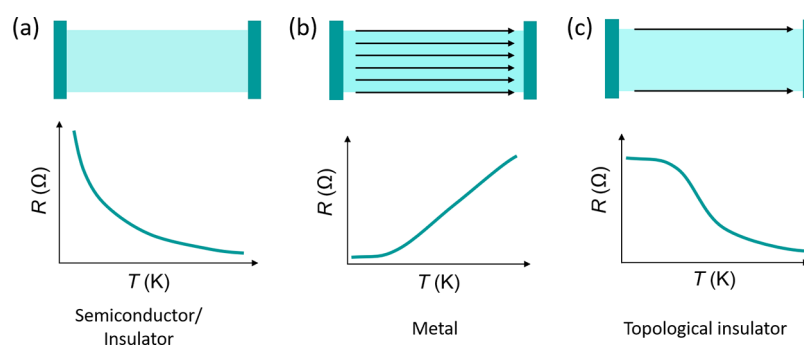 (a)
(b)
(c)
R (Ω)
R (Ω)
R (Ω)
T (K)
T (K)
T (K)
Semiconductor/
Insulator
Metal
Topological insulator